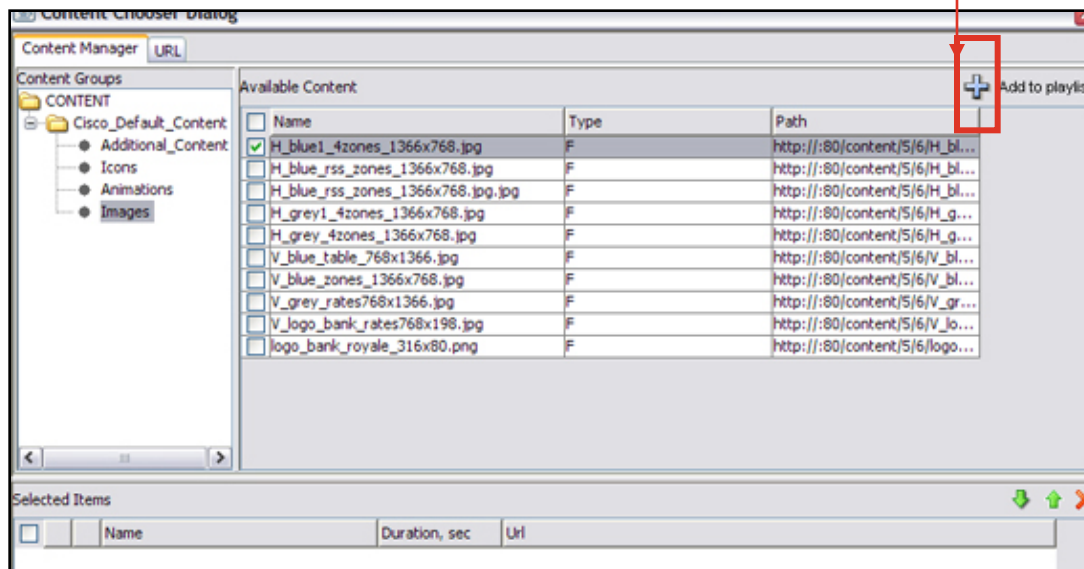 Content Chooser Dialog
Content Manager URL
Content Groups
CONTENT
Cisco_Default_Content
Additional_Content
Icons
Animations
Images
Available Content
Add to playlis
Name Type Path
H_blue1_4zones_1366x768.jpg F http://:80/content/5/6/H_bl...
H_blue_rss_zones_1366x768.jpg F http://:80/content/5/6/H_bl...
H_blue_rss_zones_1366x768.jpg.jpg F http://:80/content/5/6/H_bl...
H_grey1_4zones_1366x768.jpg F http://:80/content/5/6/H_g...
H_grey_4zones_1366x768.jpg F http://:80/content/5/6/H_g...
V_blue_table_768x1366.jpg F http://:80/content/5/6/V_bl...
V_blue_zones_1366x768.jpg F http://:80/content/5/6/V_bl...
V_grey_rates768x1366.jpg F http://:80/content/5/6/V_gr...
V_logo_bank_rates768x198.jpg F http://:80/content/5/6/V_lo...
logo_bank_royale_316x80.png F http://:80/content/5/6/logo...
Selected Items
Name Duration, sec Url